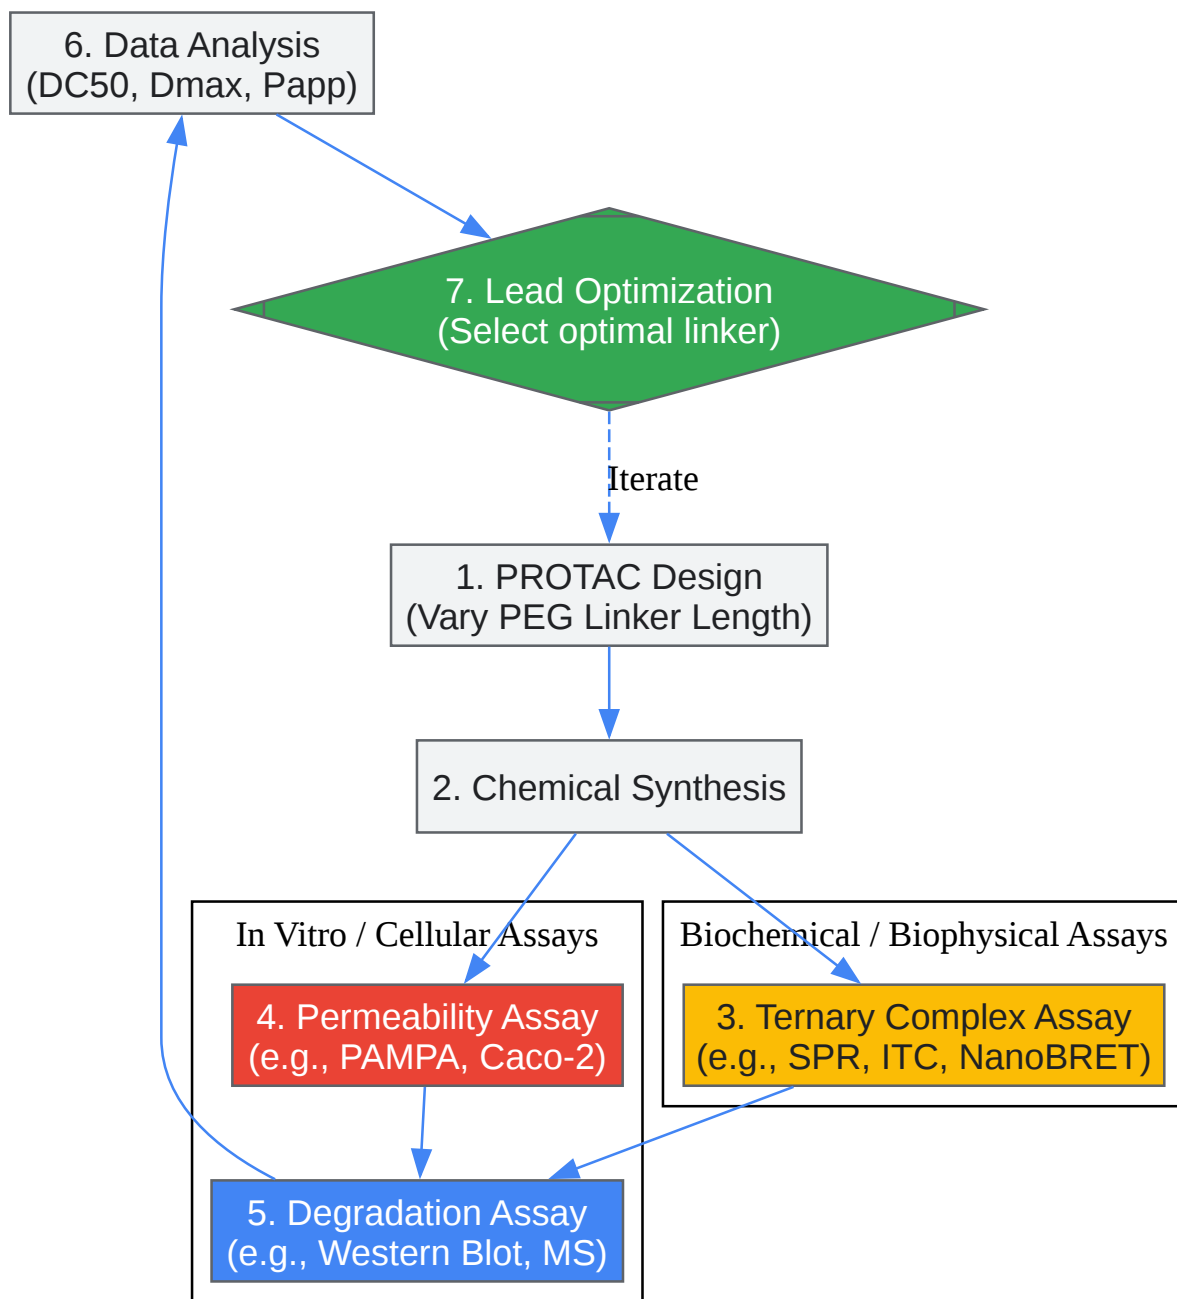 6. Data Analysis
(DC50, Dmax, Papp)
7. Lead Optimization
(Select optimal linker)
Iterate
1. PROTAC Design
(Vary PEG Linker Length)
2. Chemical Synthesis
In Vitro / Cellular Assays
Biochemical / Biophysical Assays
4. Permeability Assay
(e.g., PAMPA, Caco-2)
3. Ternary Complex Assay
(e.g., SPR, ITC, NanoBRET)
5. Degradation Assay
(e.g., Western Blot, MS)